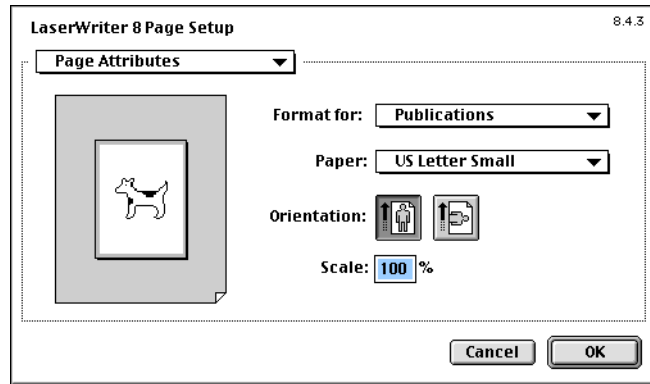 LaserWriter 8 Page Setup
8.4.3
Page Attributes
Format for: Publications
Paper: US Letter Small
Orientation:
Scale: 100 %
Cancel OK